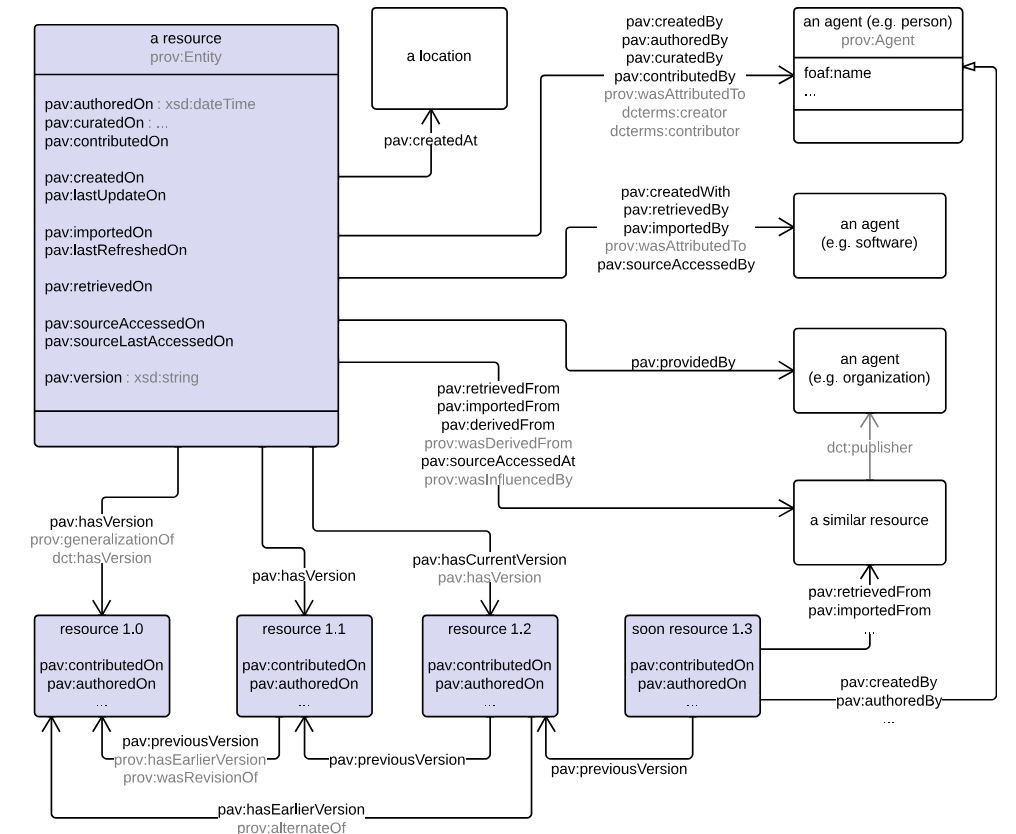 a resource
prov:Entity
pav:authoredOn : xsd:dateTime
pav:curatedOn : ...
pav:contributedOn
pav:createdOn
pav:lastUpdateOn
pav:importedOn
pav:lastRefreshedOn
pav:retrievedOn
pav:sourceAccessedOn
pav:sourceLastAccessedOn
pav:version : xsd:string
a location
pav:createdAt
pav:createdBy
pav:authoredBy
pav:curatedBy
pav:contributedBy
prov:wasAttributedTo
dcterms:creator
dcterms:contributor
an agent (e.g. person)
prov:Agent
foaf:name
...
pav:createdWith
pav:retrievedBy
pav:importedBy
prov:wasAttributedTo
pav:sourceAccessedBy
an agent
(e.g. software)
pav:providedBy
an agent
(e.g. organization)
pav:retrievedFrom
pav:importedFrom
pav:derivedFrom
prov:wasDerivedFrom
pav:sourceAccessedAt
prov:wasInfluencedBy
dct:publisher
a similar resource
pav:hasVersion
prov:generalizationOf
dct:hasVersion
pav:hasVersion
pav:hasCurrentVersion
pav:hasVersion
pav:retrievedFrom
pav:importedFrom
...
resource 1.0
pav:contributedOn
pav:authoredOn
...
resource 1.1
pav:contributedOn
pav:authoredOn
...
resource 1.2
pav:contributedOn
pav:authoredOn
...
soon resource 1.3
pav:contributedOn
pav:authoredOn
...
pav:createdBy
pav:authoredBy
...
pav:previousVersion
prov:hasEarlierVersion
prov:wasRevisionOf
pav:previousVersion
pav:previousVersion
pav:hasEarlierVersion
prov:alternateOf